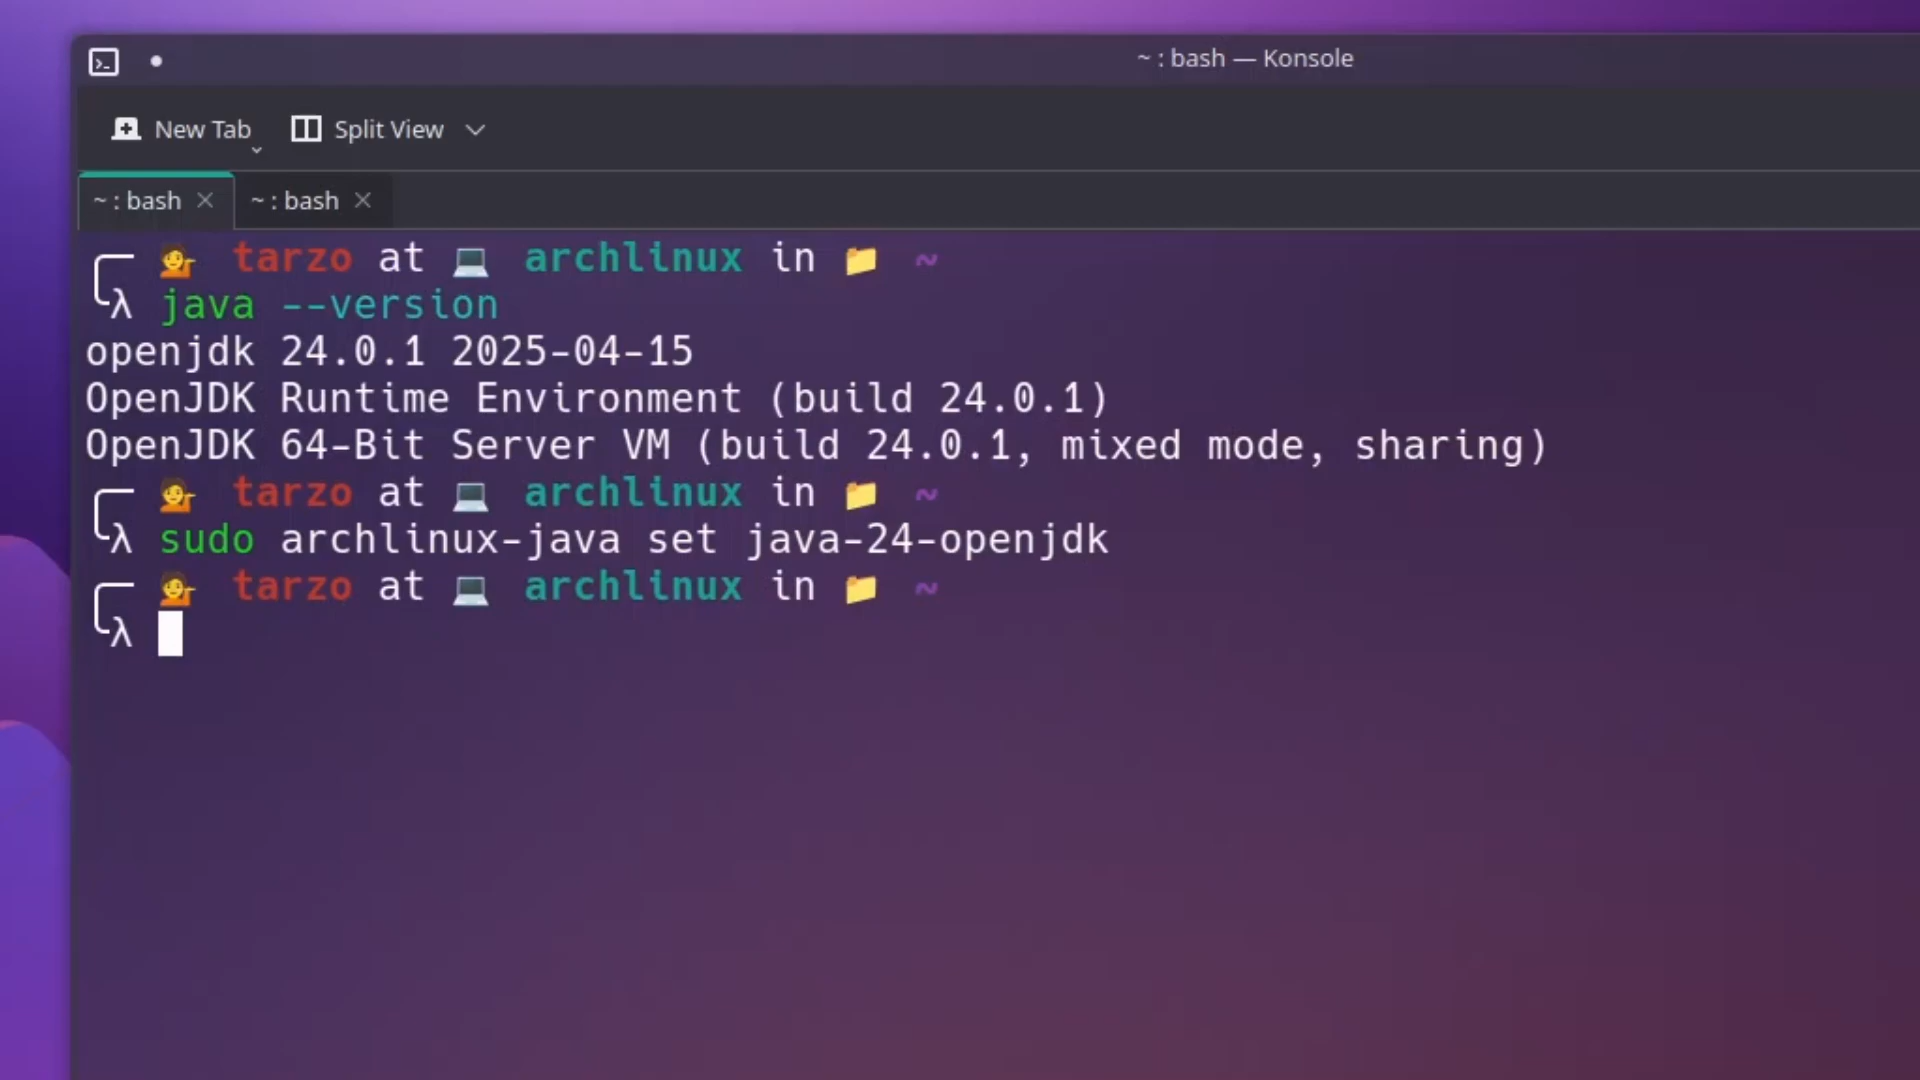 ~ : bash — Konsole
New Tab
Split View
~ : bash
~ : bash
tarzo at archlinux in ~
λ java --version
openjdk 24.0.1 2025-04-15
OpenJDK Runtime Environment (build 24.0.1)
OpenJDK 64-Bit Server VM (build 24.0.1, mixed mode, sharing)
tarzo at archlinux in ~
λ sudo archlinux-java set java-24-openjdk
tarzo at archlinux in ~
λ